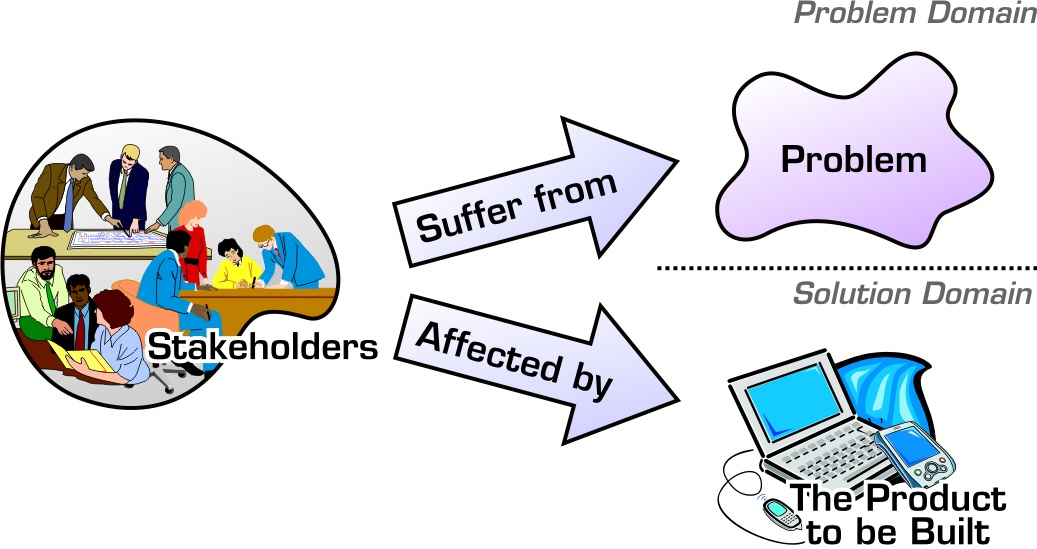 Problem Domain
Problem
Suffer from
Solution Domain
Stakeholders
Affected by
The Product
to be Built